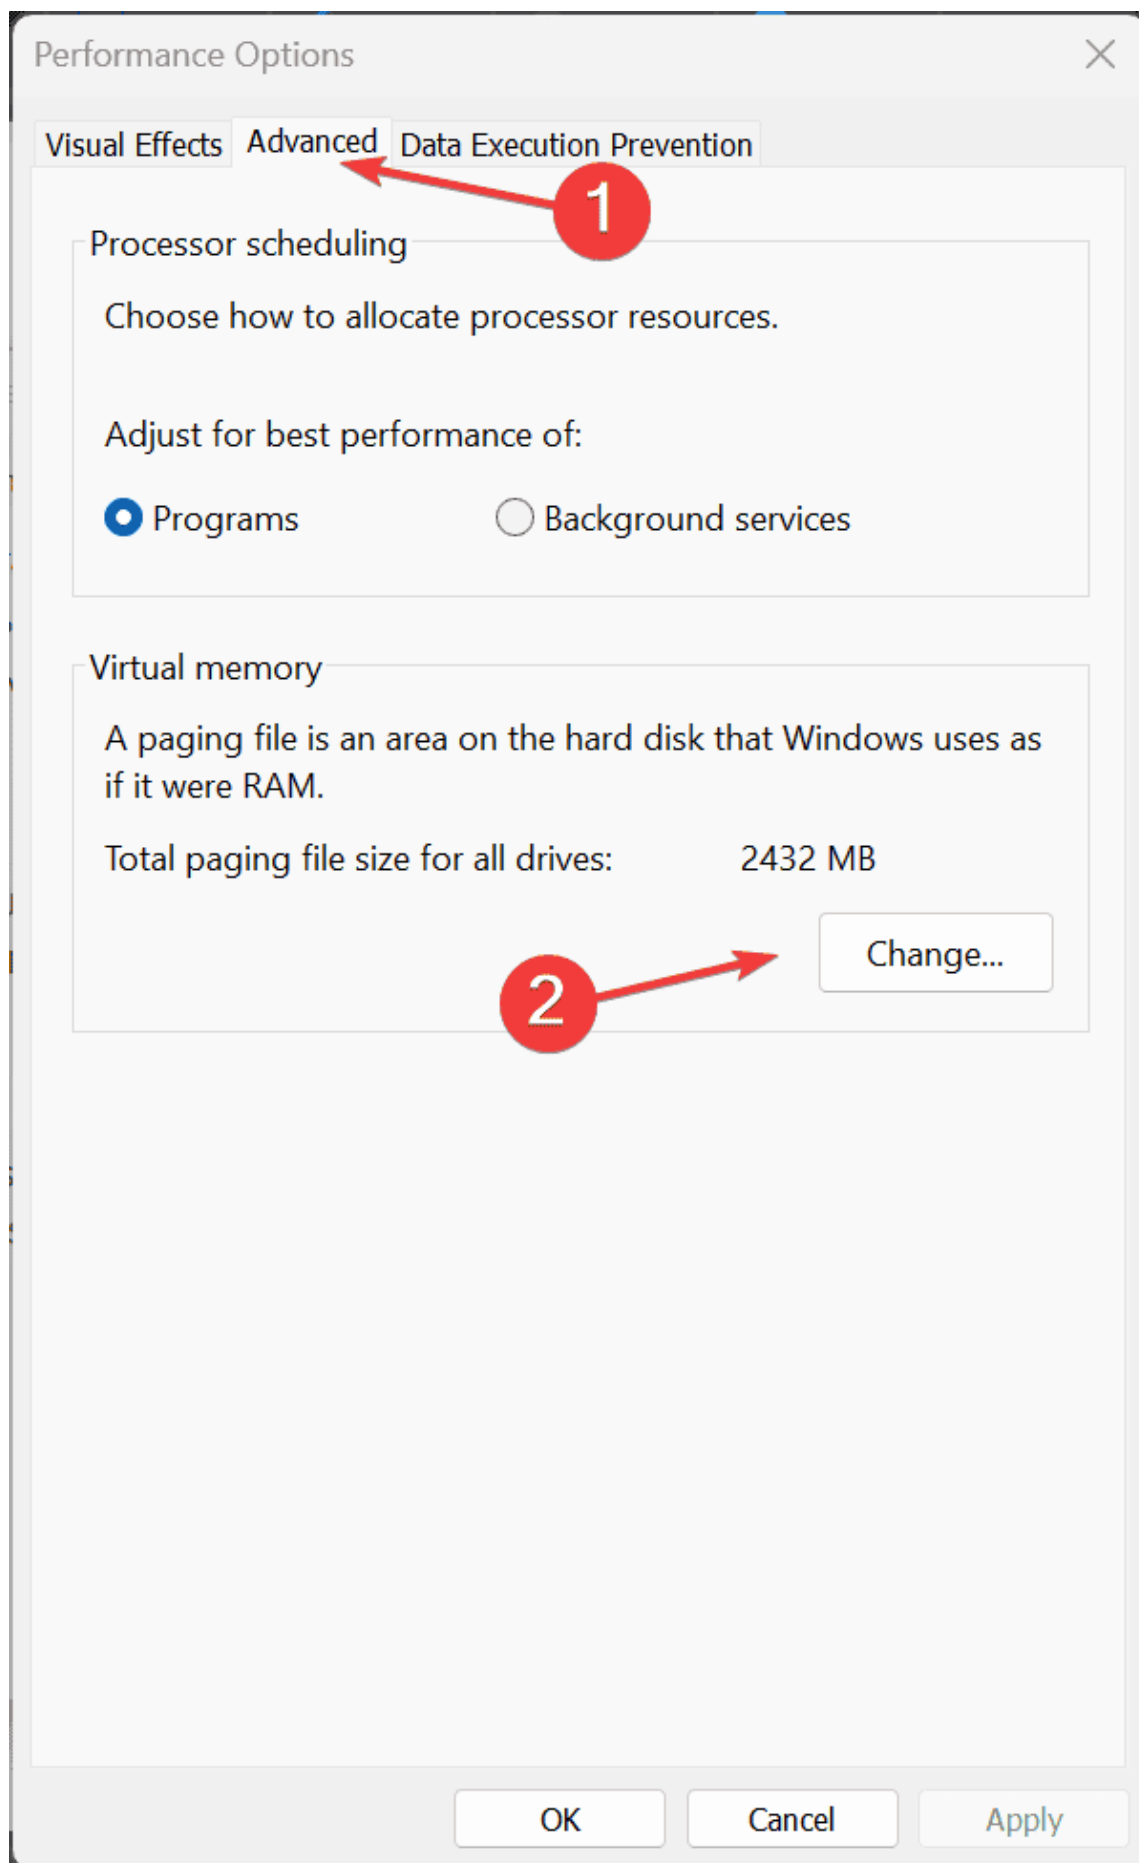 Performance Options
Visual Effects Advanced Data Execution Prevention
1
Processor scheduling
Choose how to allocate processor resources.
Adjust for best performance of:
Programs Background services
Virtual memory
A paging file is an area on the hard disk that Windows uses as
if it were RAM.
Total paging file size for all drives: 2432 MB
Change...
2
OK Cancel Apply